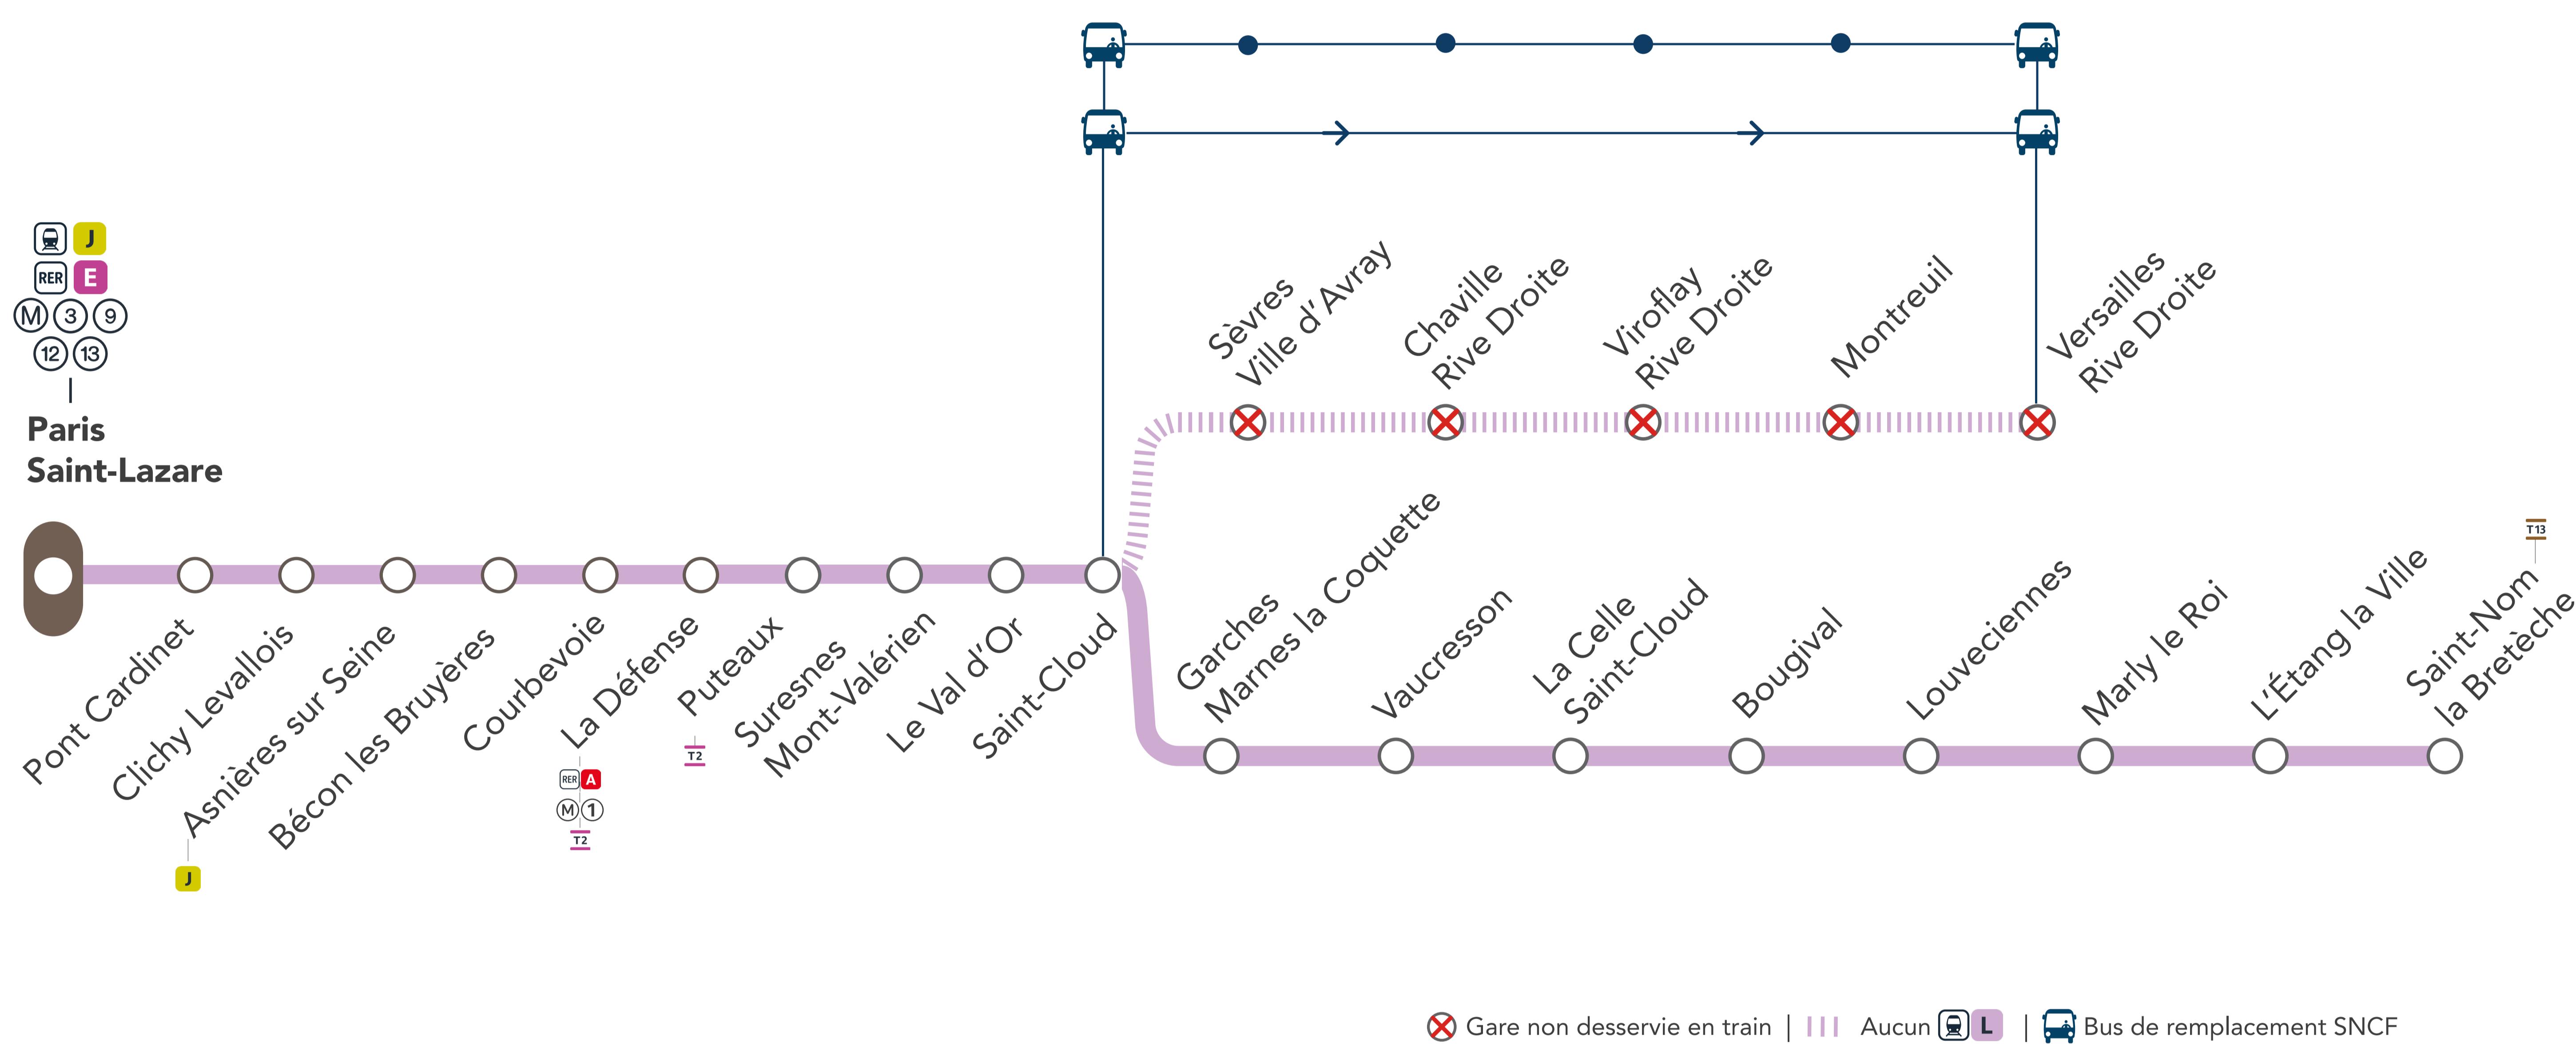 J
RER E
M 3 9
12 13
Paris
Saint-Lazare
Pont Cardinet
Clichy Levallois
Asnières sur Seine
J
Bécon les Bruyères
Courbevoie
La Défense
RER A
M 1
T2
Puteaux
T2
Suresnes
Mont-Valérien
Le Val d'Or
Saint-Cloud
Sèvres
Ville d'Avray
Chaville
Rive Droite
Viroflay
Rive Droite
Montreuil
Versailles
Rive Droite
Garches
Marnes la Coquette
Vaucresson
La Celle
Saint-Cloud
Bougival
Louveciennes
Marly le Roi
L'Étang la Ville
T13
Saint-Nom
la Bretèche
Gare non desservie en train | Aucun L | Bus de remplacement SNCF